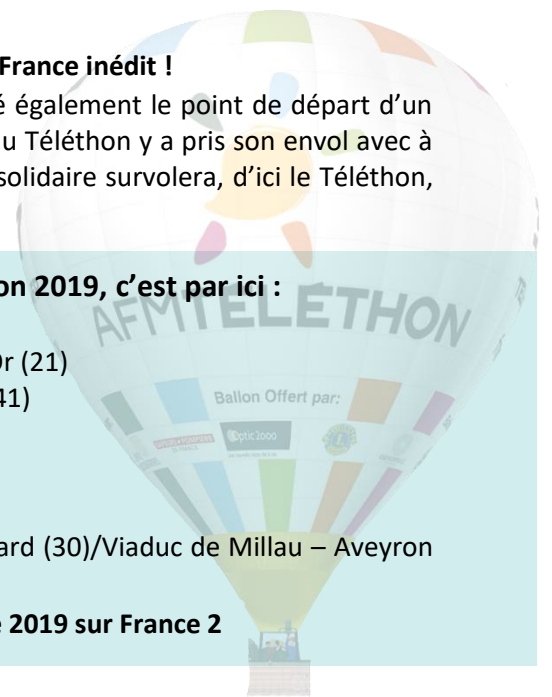 France inédit !
é également le point de départ d'un
u Téléthon y a pris son envol avec à
solidaire survolera, d'ici le Téléthon,
on 2019, c'est par ici :
AFMTELETHON
Or (21)
41)
Ballon Offert par:
Optic 2000
ard (30)/Viaduc de Millau – Aveyron
e 2019 sur France 2